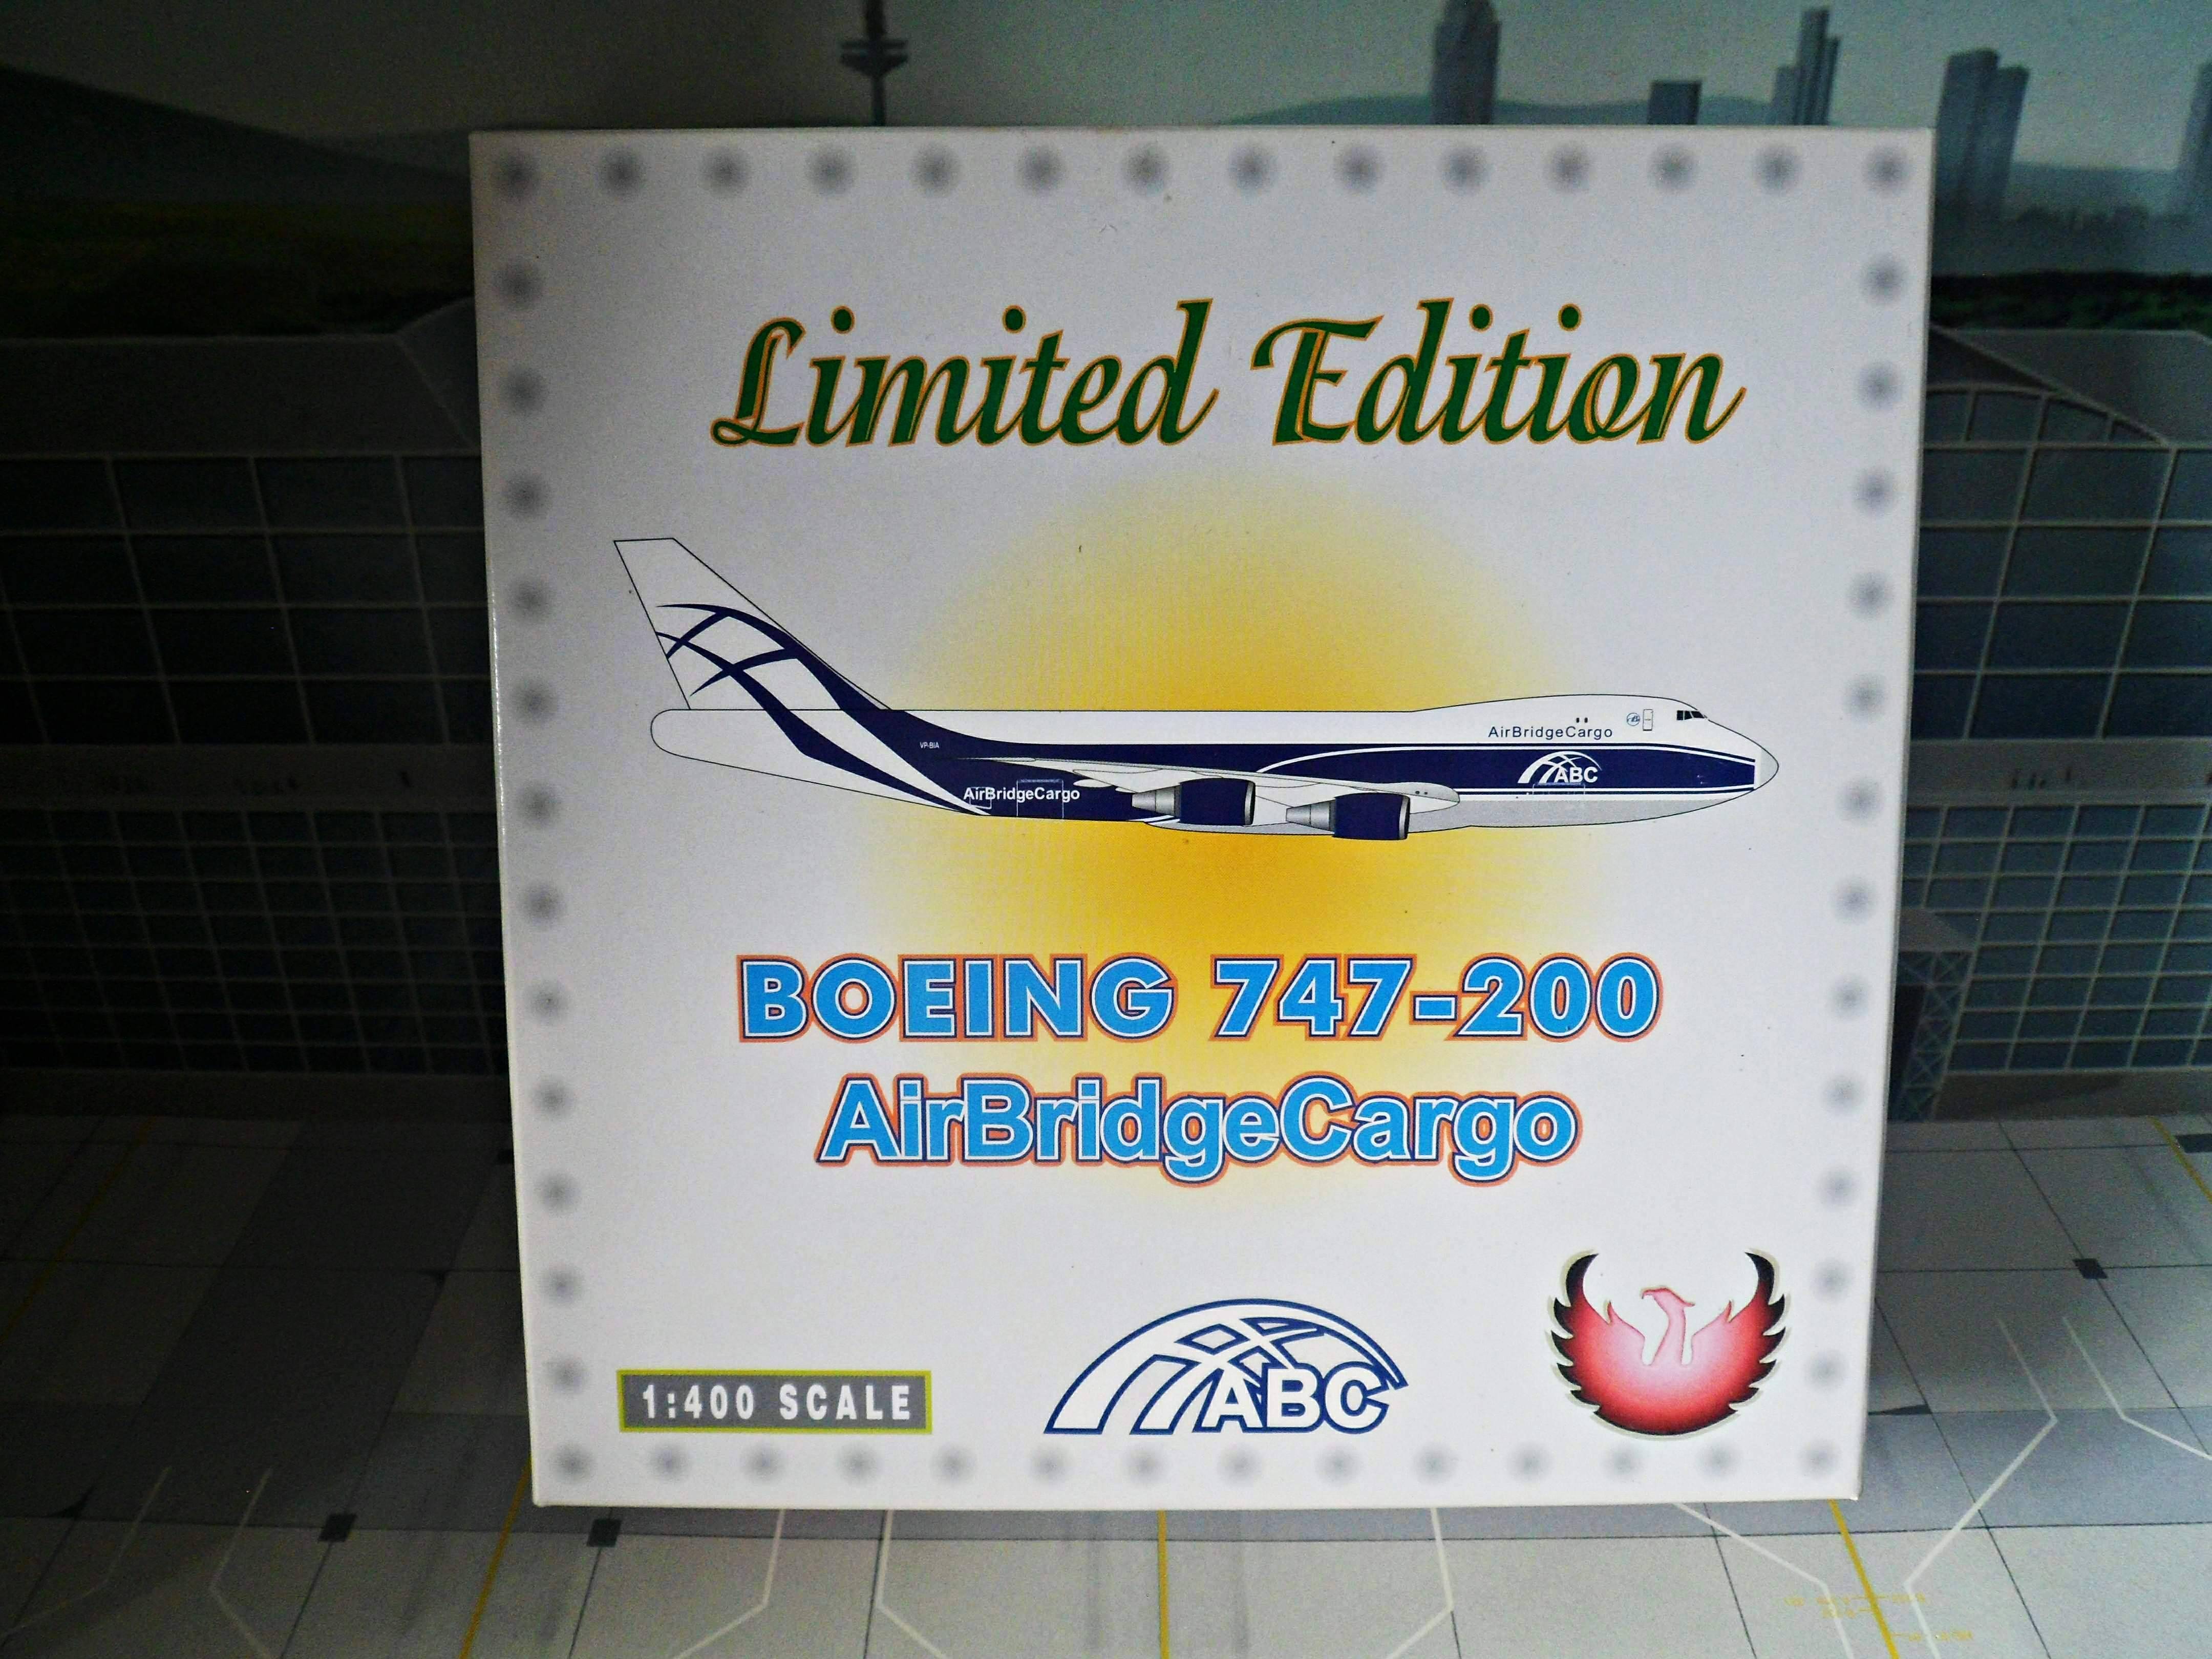 Limited Edition
AirBridgeCargo
VP-BIA
ABC
AirBridgeCargo
BOEING 747-200
AirBridgeCargo
1:400 SCALE
ABC